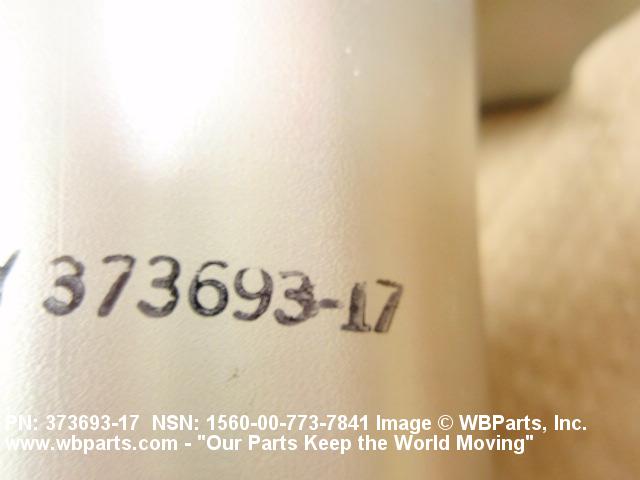 373693-17
PN: 373693-17 NSN: 1560-00-773-7841 Image © WBParts, Inc.
www.wbparts.com - "Our Parts Keep the World Moving"